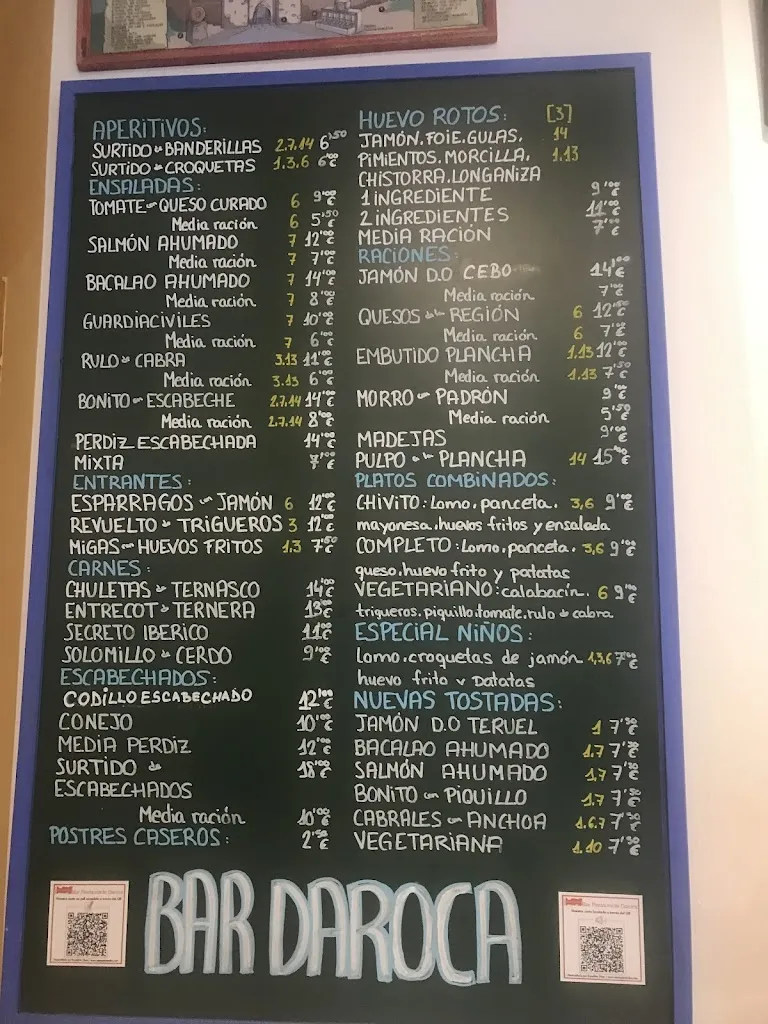 APERITIVOS:
SURTIDO de BANDERILLAS 2.7.14 6'50
SURTIDO de CROQUETAS 1.3.6 6'00€
ENSALADAS:
TOMATE con QUESO CURADO 6 9'00€
Media ración 6 5'50€
SALMÓN AHUMADO 7 12'00€
Media ración 7 7'00€
BACALAO AHUMADO 7 14'00€
Media ración 7 8'00€
GUARDIACIVILES 7 10'00€
Media ración 7 6'00€
RULO de CABRA 3.13 11'00€
Media ración 3.13 6'00€
BONITO en ESCABECHE 2.7.14 14'00€
Media ración 2.7.14 8'00€
PERDIZ ESCABECHADA 14'00€
MIXTA 7'00€
ENTRANTES:
ESPARRAGOS con JAMÓN 6 12'00€
REVUELTO de TRIGUEROS 3 12'00€
MIGAS con HUEVOS FRITOS 1.3 7'50€
CARNES:
CHULETAS de TERNASCO 14'00€
ENTRECOT de TERNERA 13'00€
SECRETO IBERICO 11'00€
SOLOMILLO de CERDO 9'00€
ESCABECHADOS:
CODILLO ESCABECHADO 12'00€
CONEJO 10'00€
MEDIA PERDIZ 12'00€
SURTIDO de 18'00€
ESCABECHADOS
Media ración 10'00€
POSTRES CASEROS: 2'50€
HUEVO ROTOS: [3]
JAMÓN.FOIE.GULAS. 14
PIMIENTOS.MORCILLA. 1.13
CHISTORRA.LONGANIZA
1 INGREDIENTE 9'00€
2 INGREDIENTES 11'00€
MEDIA RACIÓN 7'00€
RACIONES:
JAMÓN D.O CEBO 14'00€
Media ración 7'00€
QUESOS de la REGIÓN 6 12'50€
Media ración 6 7'00€
EMBUTIDO PLANCHA 1.13 12'00€
Media ración 1.13 7'50€
MORRO con PADRÓN 9'00€
Media ración 5'50€
MADEJAS 9'00€
PULPO a la PLANCHA 14 15'00€
PLATOS COMBINADOS:
CHIVITO: Lomo.panceta. 3,6 9'00€
mayonesa.huevos fritos y ensalada
COMPLETO: Lomo.panceta. 3,6 9'00€
queso.huevo frito y patatas
VEGETARIANO: calabacín. 6 9'00€
trigueros.piquillo.tomate.rulo de cabra
ESPECIAL NIÑOS:
lomo.croquetas de jamón 1,3,6 7'00€
huevo frito y patatas
NUEVAS TOSTADAS:
JAMÓN D.O TERUEL 1 7'50€
BACALAO AHUMADO 1.7 7'50€
SALMÓN AHUMADO 1,7 7'50€
BONITO con PIQUILLO 1.7 7'50€
CABRALES con ANCHOA 1.6.7 7'50€
VEGETARIANA 1.10 7'50€
BAR DAROCA